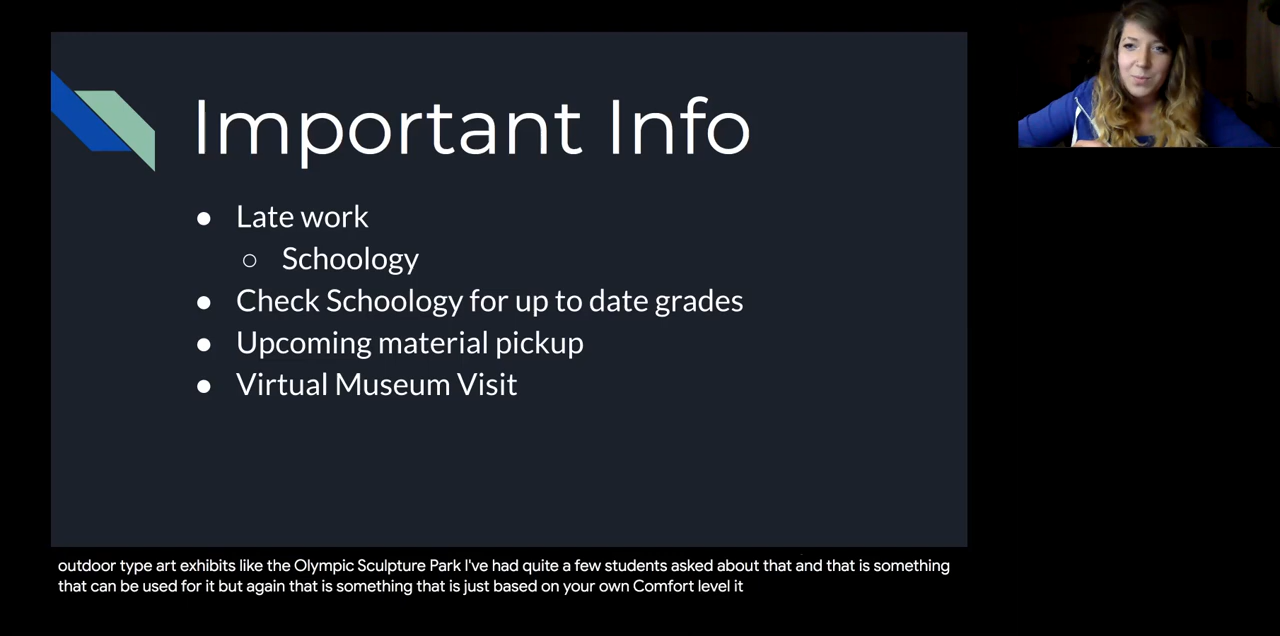 Important Info
● Late work
○ Schoology
● Check Schoology for up to date grades
● Upcoming material pickup
● Virtual Museum Visit
outdoor type art exhibits like the Olympic Sculpture Park I've had quite a few students asked about that and that is something
that can be used for it but again that is something that is just based on your own Comfort level it